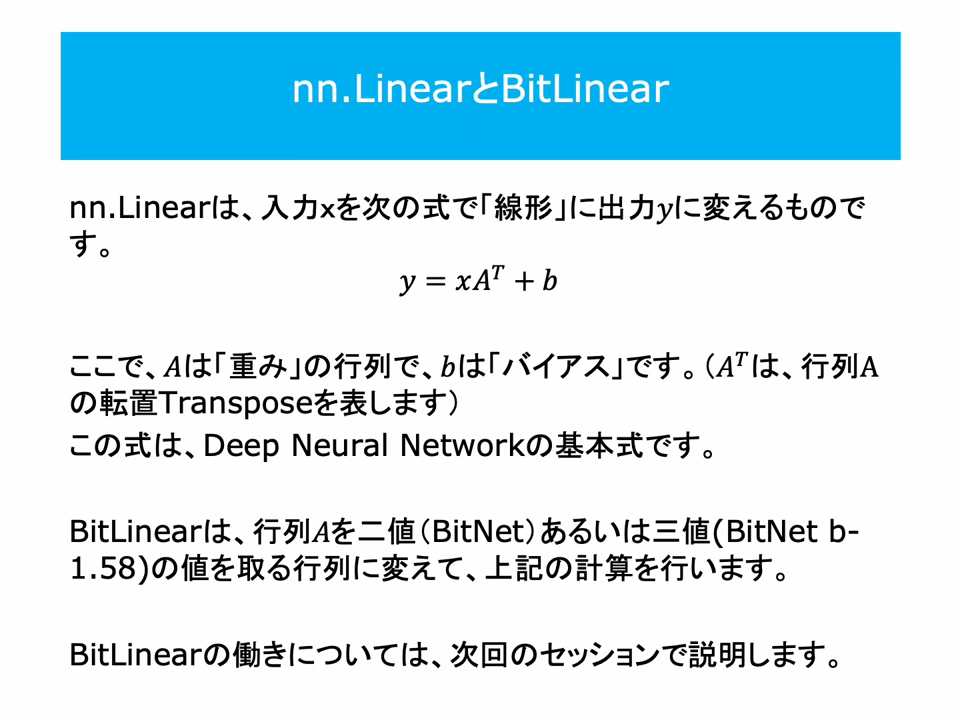 nn.LinearとBitLinear
nn.Linearは、入力xを次の式で「線形」に出力yに変えるもので
す。
y = xA^T + b
ここで、Aは「重み」の行列で、bは「バイアス」です。（A^Tは、行列A
の転置Transposeを表します）
この式は、Deep Neural Networkの基本式です。
BitLinearは、行列Aを二値（BitNet）あるいは三値(BitNet b-
1.58)の値を取る行列に変えて、上記の計算を行います。
BitLinearの働きについては、次回のセッションで説明します。